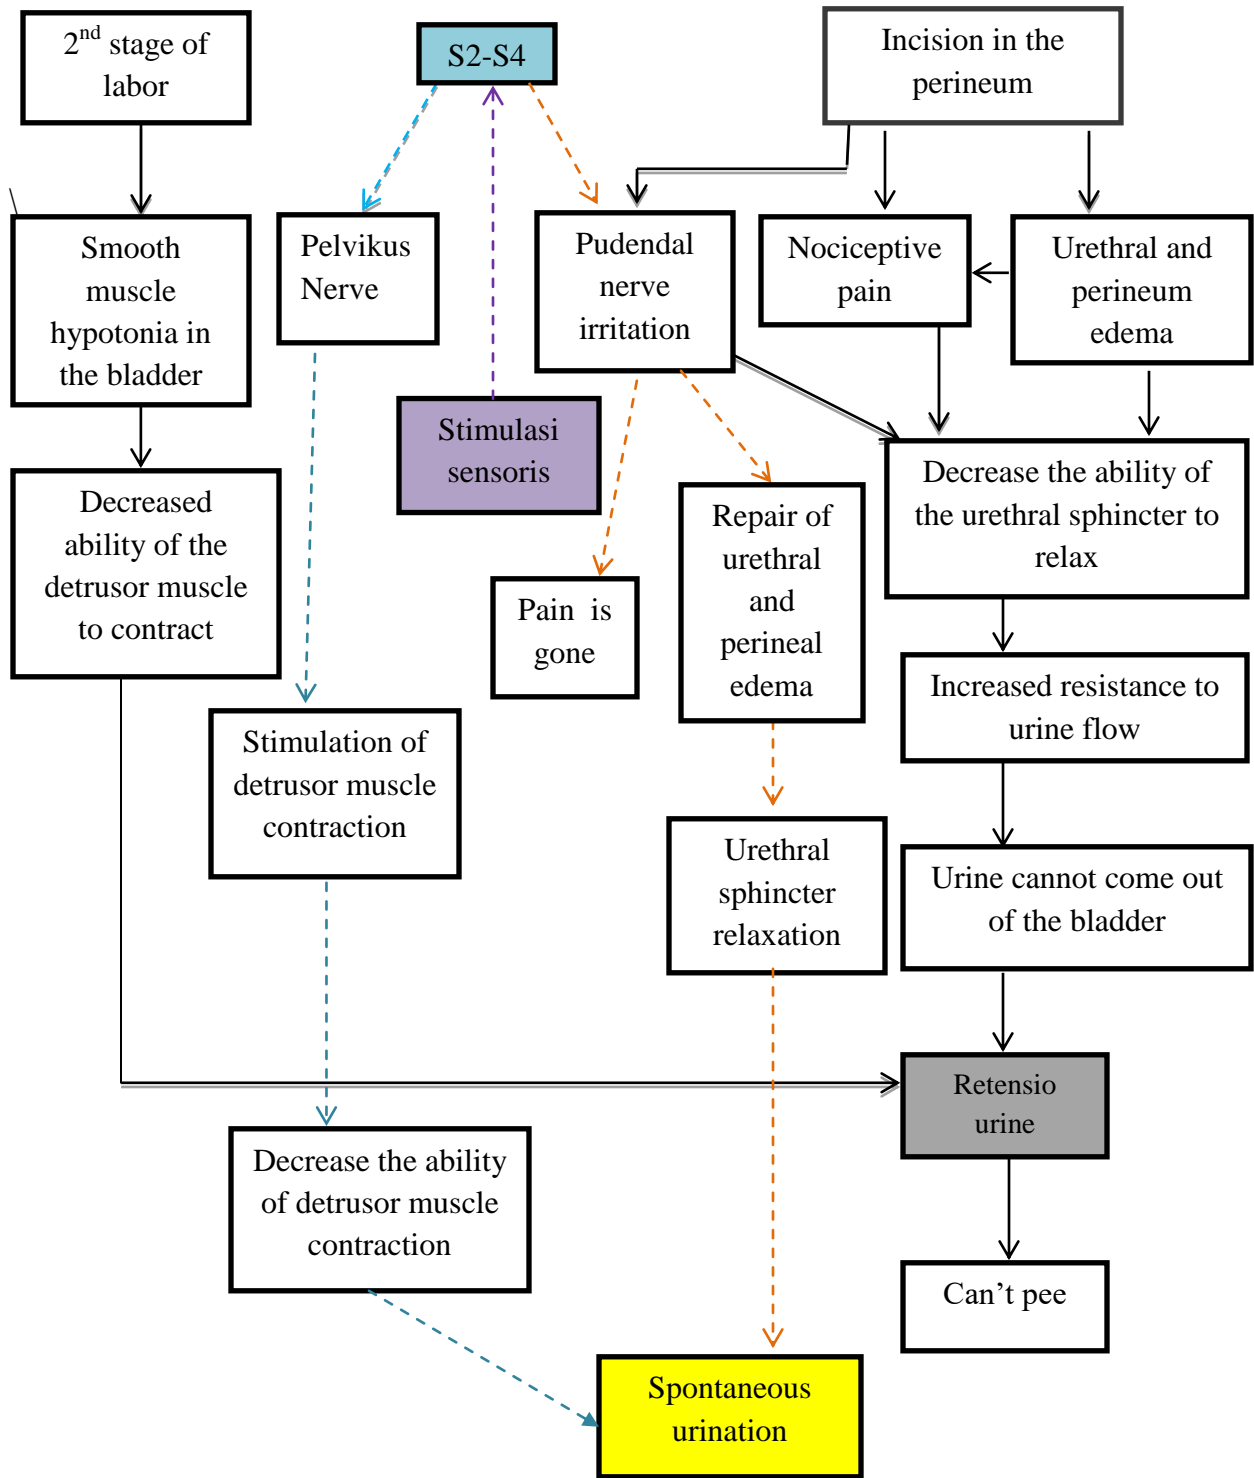 2nd stage of
labor
S2-S4
Incision in the
perineum
Smooth
muscle
hypotonia in
the bladder
Pelvikus
Nerve
Pudendal
nerve
irritation
Nociceptive
pain
Urethral and
perineum
edema
Stimulasi
sensoris
Decreased
ability of the
detrusor muscle
to contract
Pain is
gone
Repair of
urethral
and
perineal
edema
Decrease the ability of
the urethral sphincter to
relax
Increased resistance to
urine flow
Stimulation of
detrusor muscle
contraction
Urethral
sphincter
relaxation
Urine cannot come out
of the bladder
Retensio
urine
Decrease the ability
of detrusor muscle
contraction
Can’t pee
Spontaneous
urination